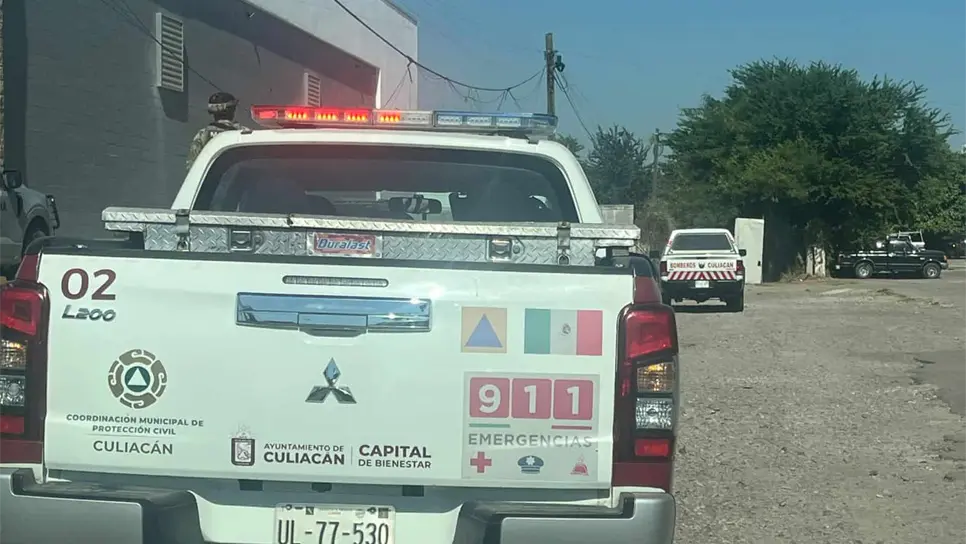 Duralast
BOMBEROS CULIACAN
02
L200
911
EMERGENCIAS
COORDINACIÓN MUNICIPAL DE
PROTECCIÓN CIVIL
CULIACÁN
AYUNTAMIENTO DE
CULIACÁN
CAPITAL
DE BIENESTAR
UL-77-530